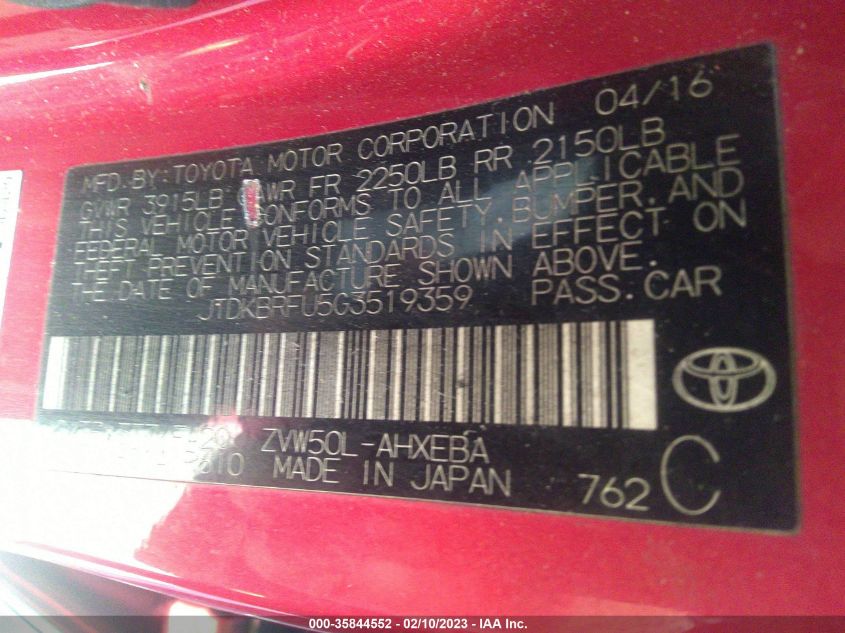 04/16
MFD.BY:TOYOTA MOTOR CORPORATION
GVWR 3915LB GAWR FR 2250LB RR 2150LB
THIS VEHICLE CONFORMS TO ALL APPLICABLE
FEDERAL MOTOR VEHICLE SAFETY,BUMPER,AND
THEFT PREVENTION STANDARDS IN EFFECT ON
THE DATE OF MANUFACTURE SHOWN ABOVE.
JTDKBRFU5G3519359 PASS.CAR
ZVW50L-AHXEBA
MADE IN JAPAN 762 C
000-35844552 — 02/10/2023 — IAA Inc.